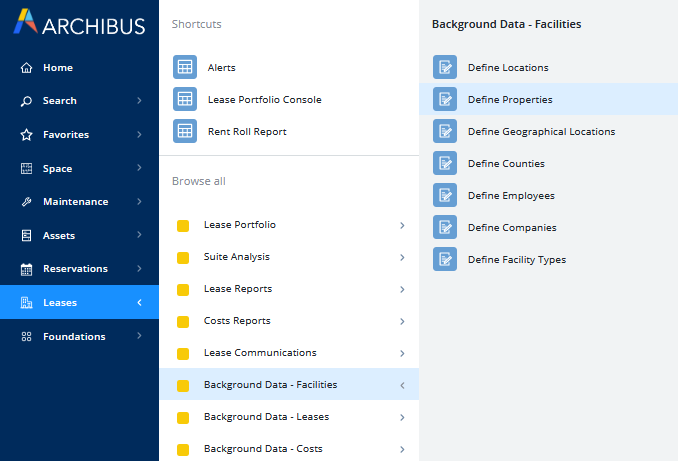 ARCHIBUS
Home
Search
Favorites
Space
Maintenance
Assets
Reservations
Leases
Foundations
Shortcuts
Alerts
Lease Portfolio Console
Rent Roll Report
Browse all
Lease Portfolio
Suite Analysis
Lease Reports
Costs Reports
Lease Communications
Background Data - Facilities
Background Data - Leases
Background Data - Costs
Background Data - Facilities
Define Locations
Define Properties
Define Geographical Locations
Define Counties
Define Employees
Define Companies
Define Facility Types